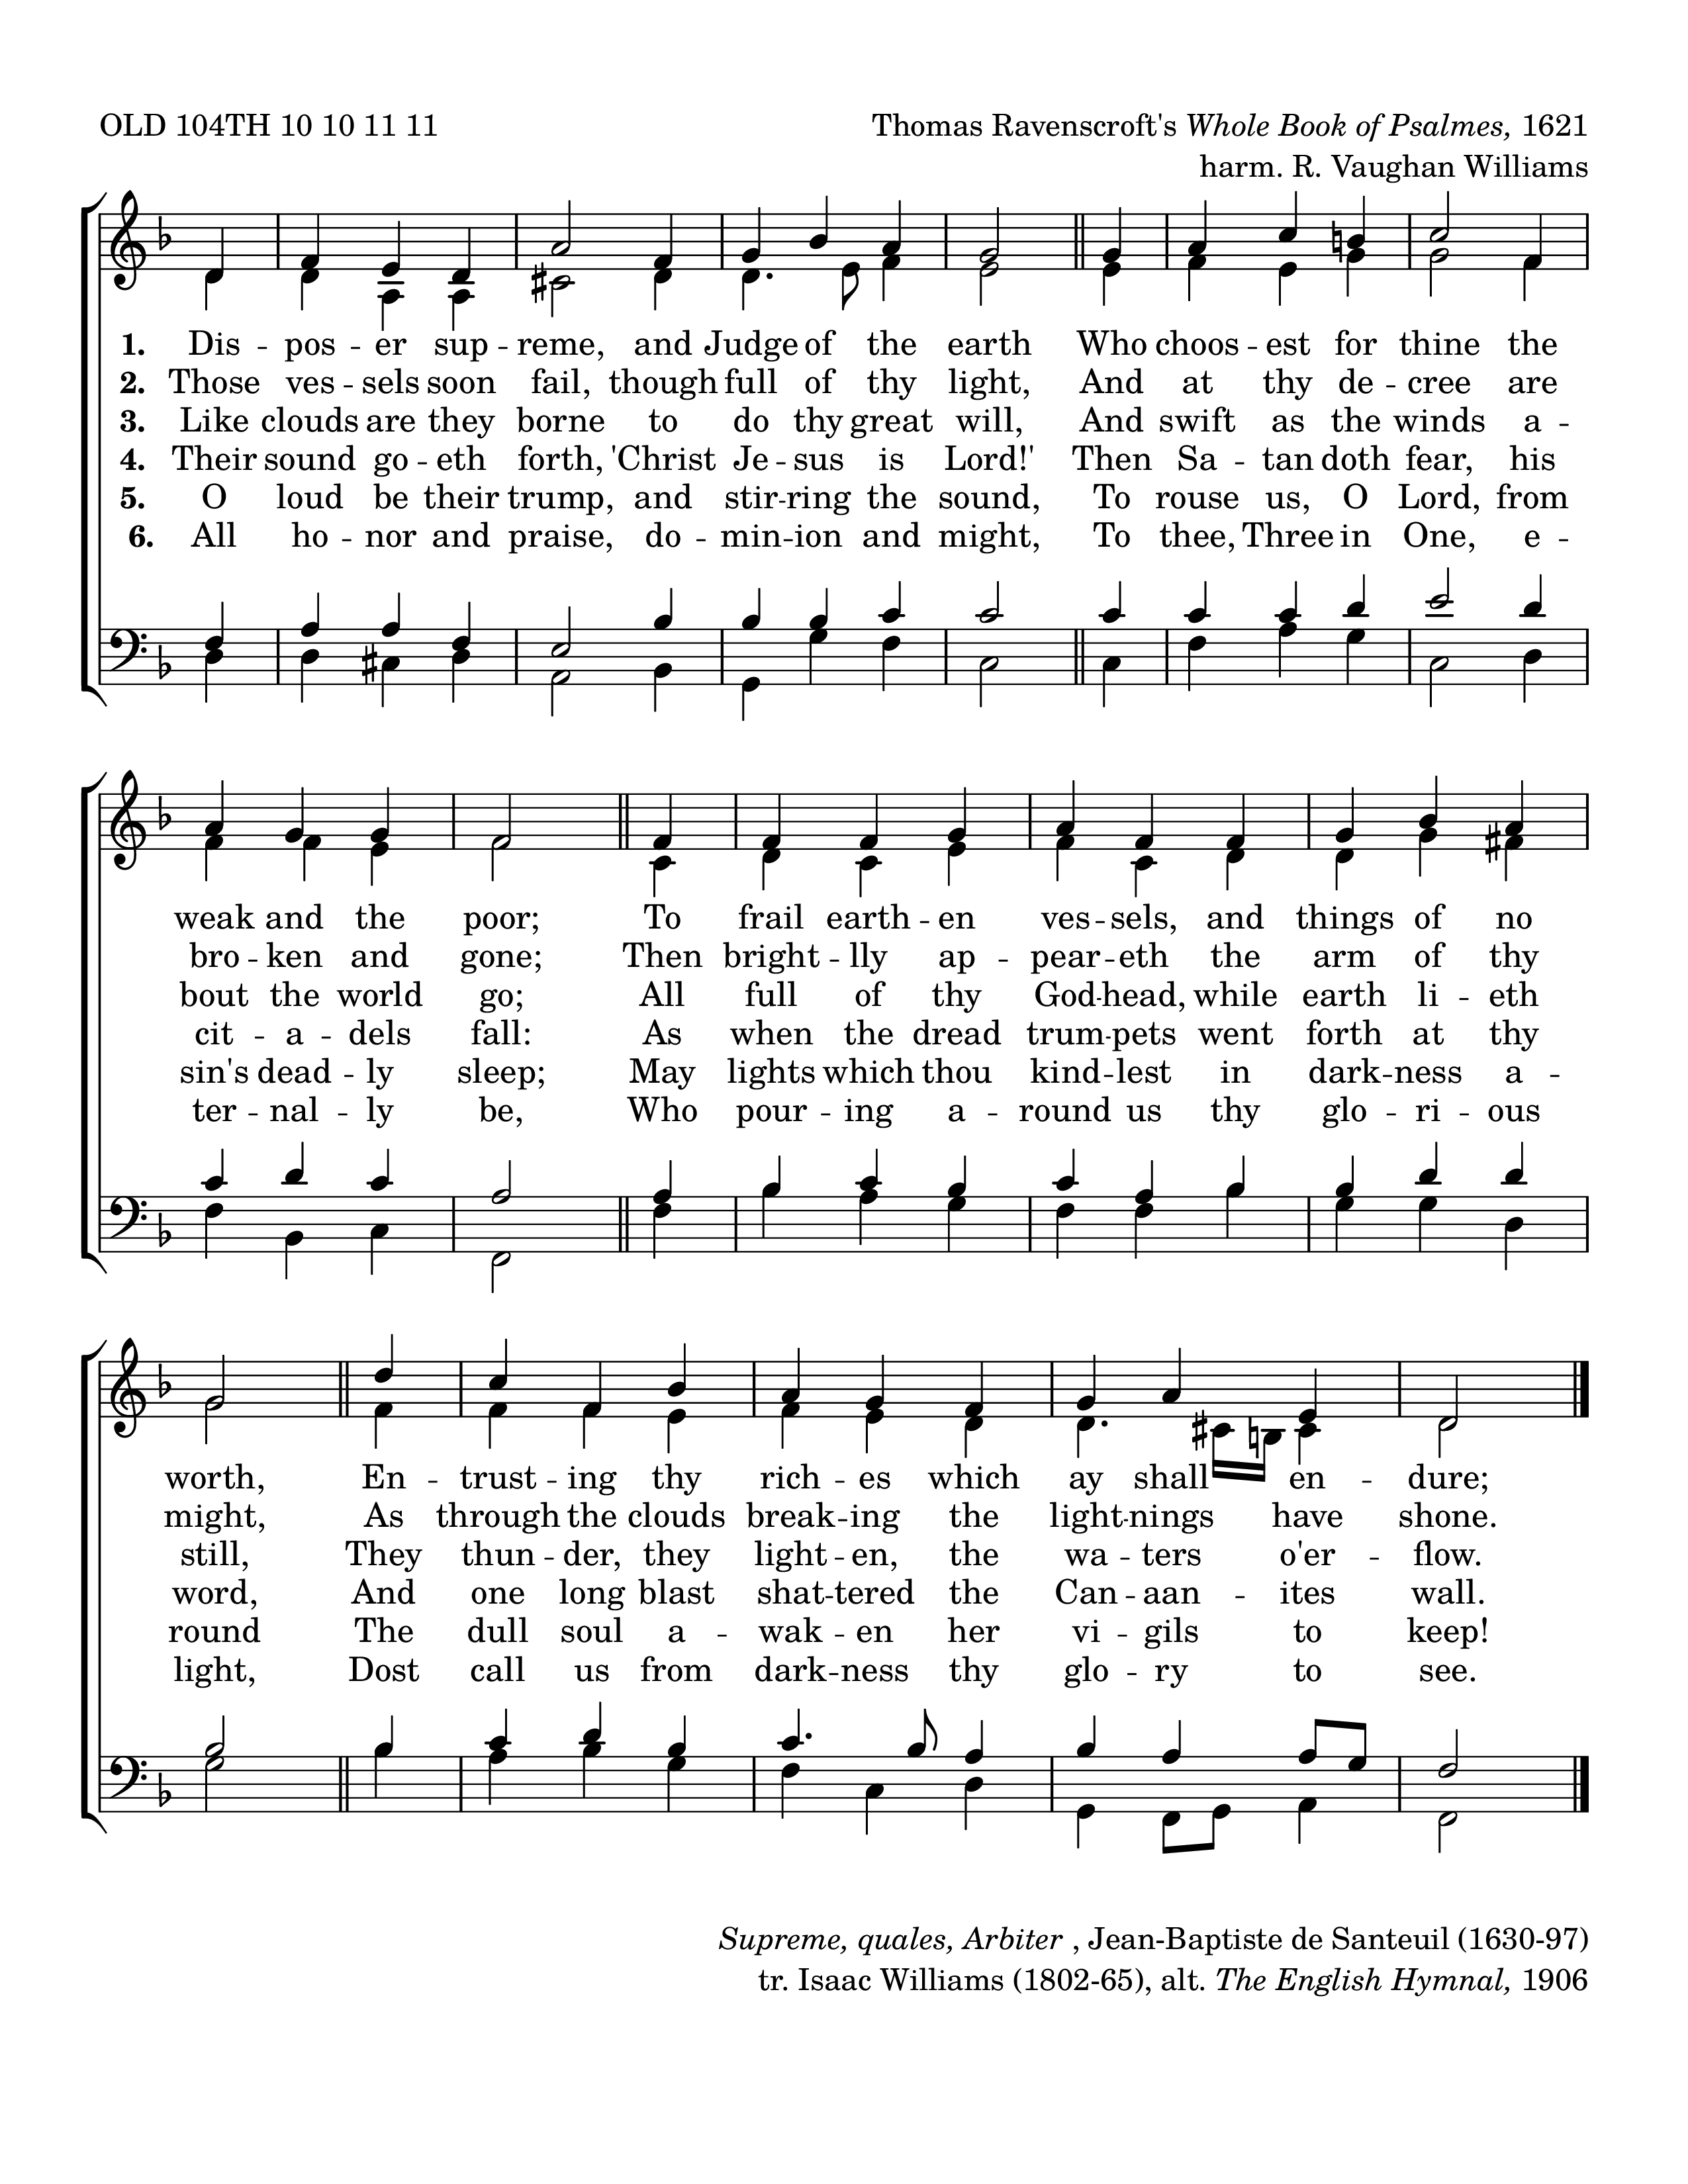 OLD 104TH 10 10 11 11
Thomas Ravenscroft's Whole Book of Psalmes, 1621
harm. R. Vaughan Williams
1. Dis - pos - er sup - reme, and Judge of the earth Who choos - est for thine the
2. Those ves - sels soon fail, though full of thy light, And at thy de - cree are
3. Like clouds are they borne to do thy great will, And swift as the winds a -
4. Their sound go - eth forth, 'Christ Je - sus is Lord!' Then Sa - tan doth fear, his
5. O loud be their trump, and stir - ring the sound, To rouse us, O Lord, from
6. All ho - nor and praise, do - min - ion and might, To thee, Three in One, e -
weak and the poor; To frail earth - en ves - sels, and things of no
bro - ken and gone; Then bright - lly ap - pear - eth the arm of thy
bout the world go; All full of thy God - head, while earth li - eth
cit - a - dels fall: As when the dread trum - pets went forth at thy
sin's dead - ly sleep; May lights which thou kind - lest in dark - ness a -
ter - nal - ly be, Who pour - ing a - round us thy glo - ri - ous
worth, En - trust - ing thy rich - es which ay shall en - dure;
might, As through the clouds break - ing the light - nings have shone.
still, They thun - der, they light - en, the wa - ters o'er - flow.
word, And one long blast shat - tered the Can - aan - ites wall.
round The dull soul a - wak - en her vi - gils to keep!
light, Dost call us from dark - ness thy glo - ry to see.
Supreme, quales, Arbiter , Jean-Baptiste de Santeuil (1630-97)
tr. Isaac Williams (1802-65), alt. The English Hymnal, 1906